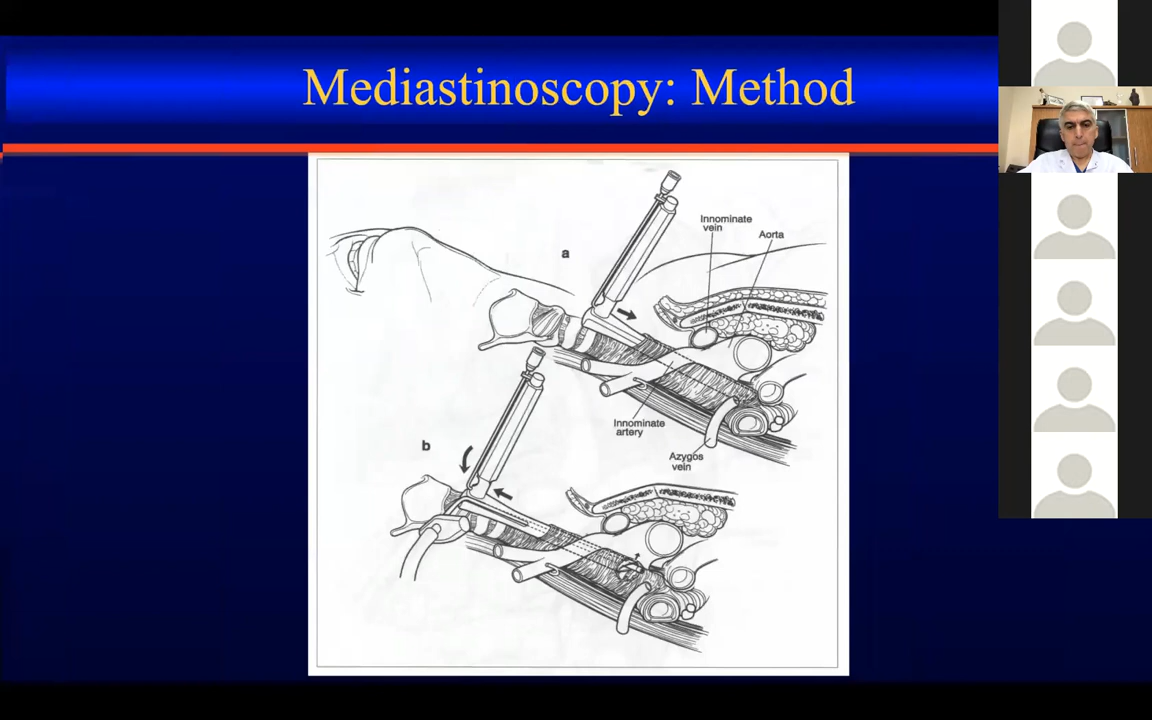 Mediastinoscopy: Method
a
Innominate
vein
Aorta
Innominate
artery
Azygos
vein
b